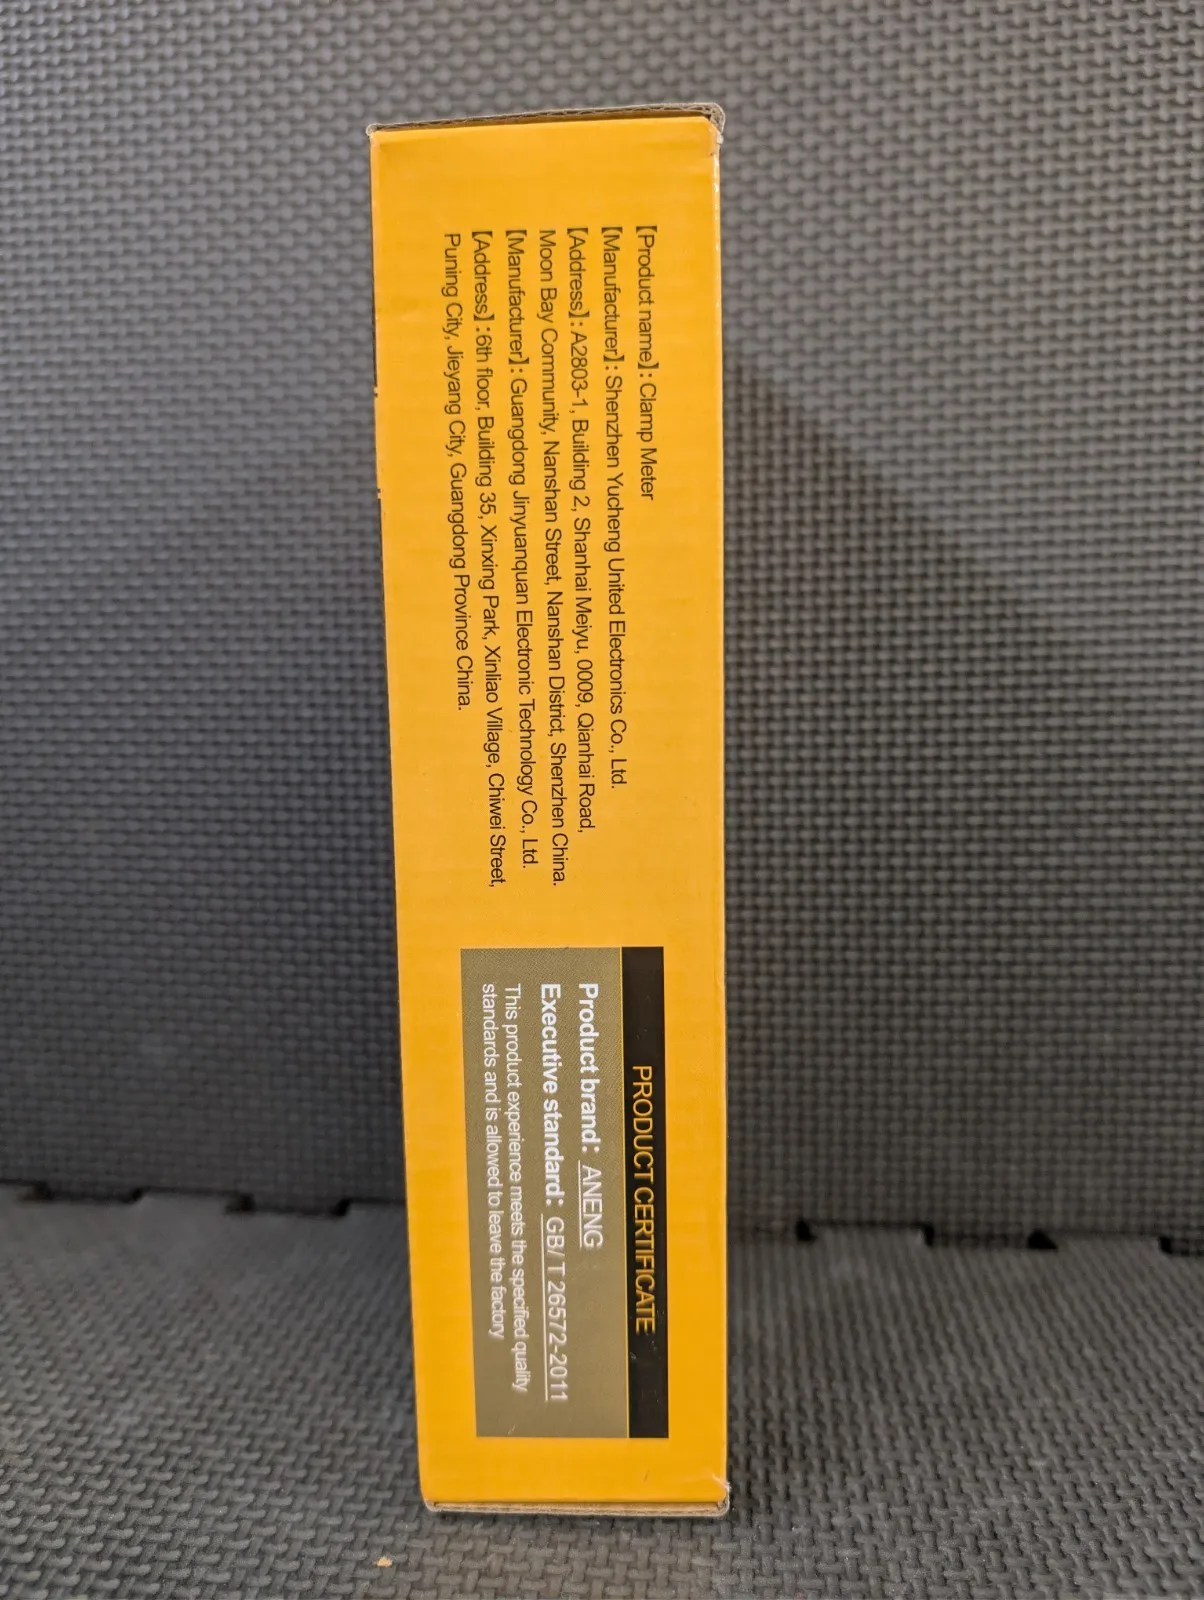 【Product name】: Clamp Meter
【Manufacturer】: Shenzhen Yucheng United Electronics Co., Ltd.
【Address】: A2803-1, Building 2, Shanhai Meiyu, 0009, Qianhai Road,
Moon Bay Community, Nanshan Street, Nanshan District, Shenzhen China.
【Manufacturer】: Guangdong Jinyuanquan Electronic Technology Co., Ltd.
【Address】:6th floor, Building 35, Xinxing Park, Xinliao Village, Chiwei Street,
Puning City, Jieyang City, Guangdong Province China.
PRODUCT CERTIFICATE
Product brand: ANENG
Executive standard: GB/T 26572-2011
This product experience meets the specified quality
standards and is allowed to leave the factory